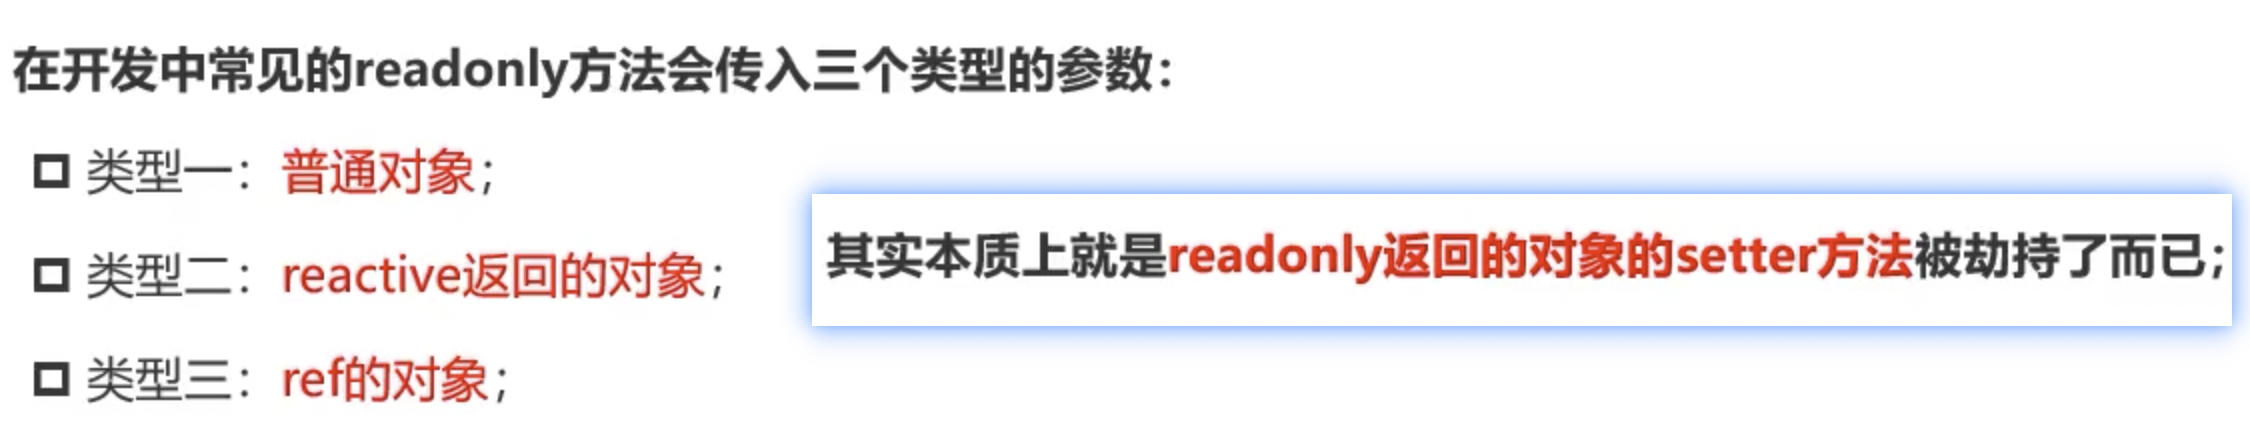 在开发中常见的readonly方法会传入三个类型的参数：
类型一：普通对象；
类型二：reactive返回的对象；
其实本质上就是readonly返回的对象的setter方法被劫持了而已；
类型三：ref的对象；